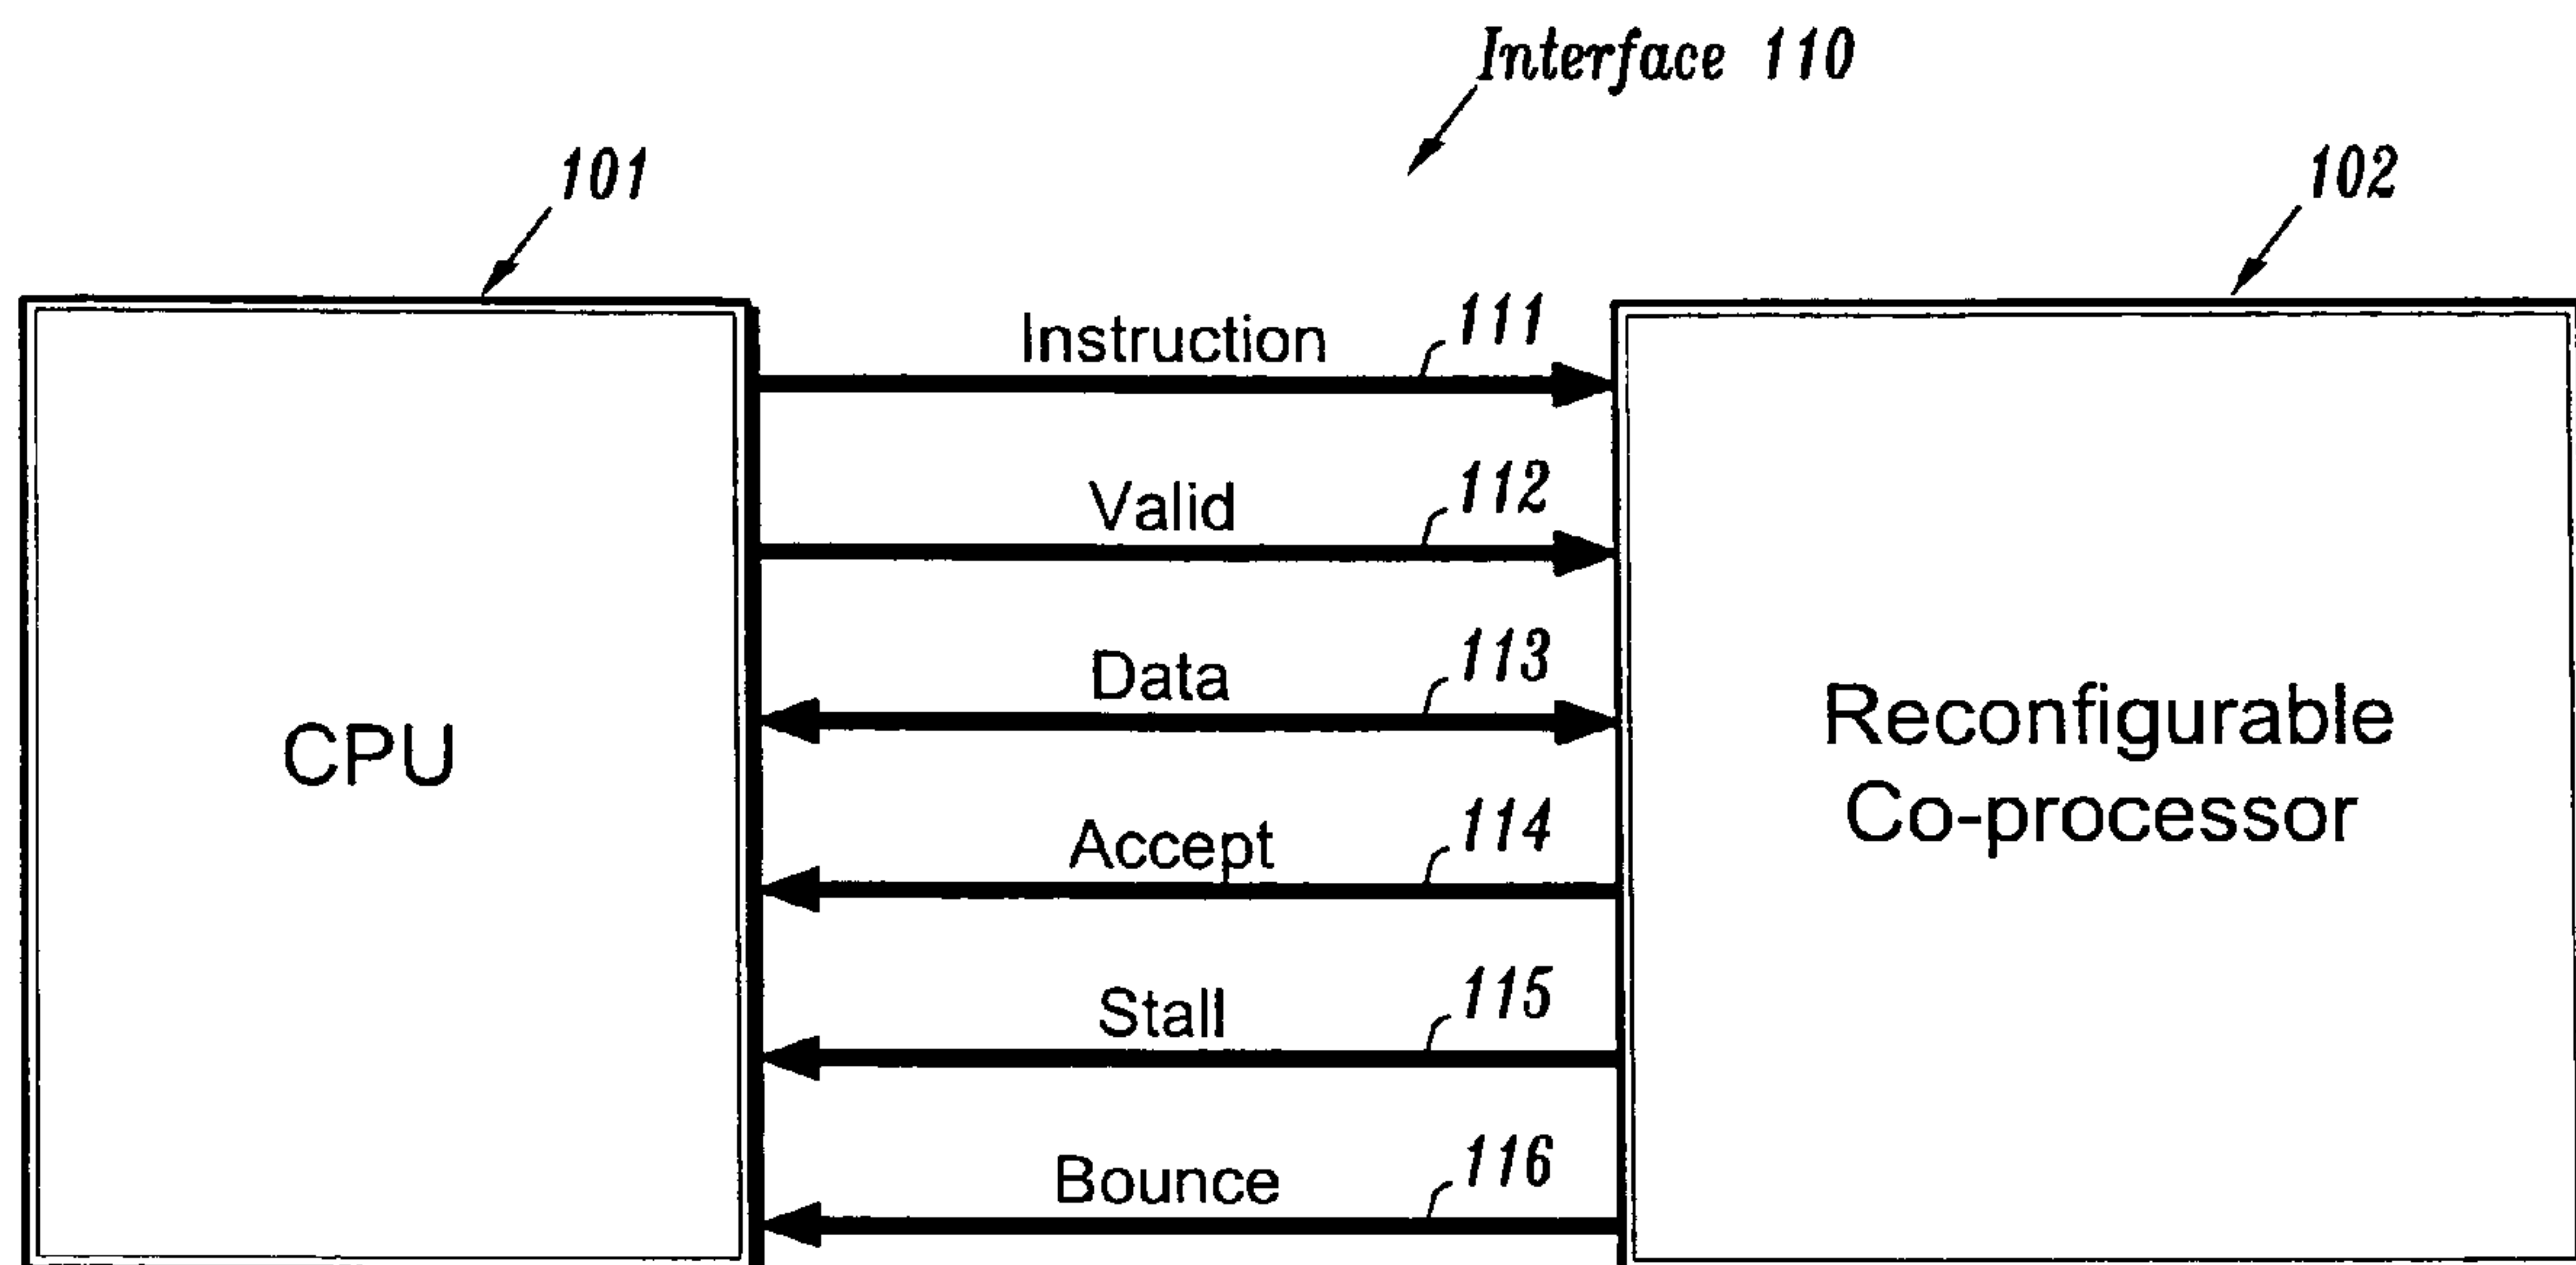 Interface 110
101
102
Instruction 111
Valid 112
Data 113
Accept 114
Stall 115
Bounce 116
CPU
Reconfigurable
Co-processor